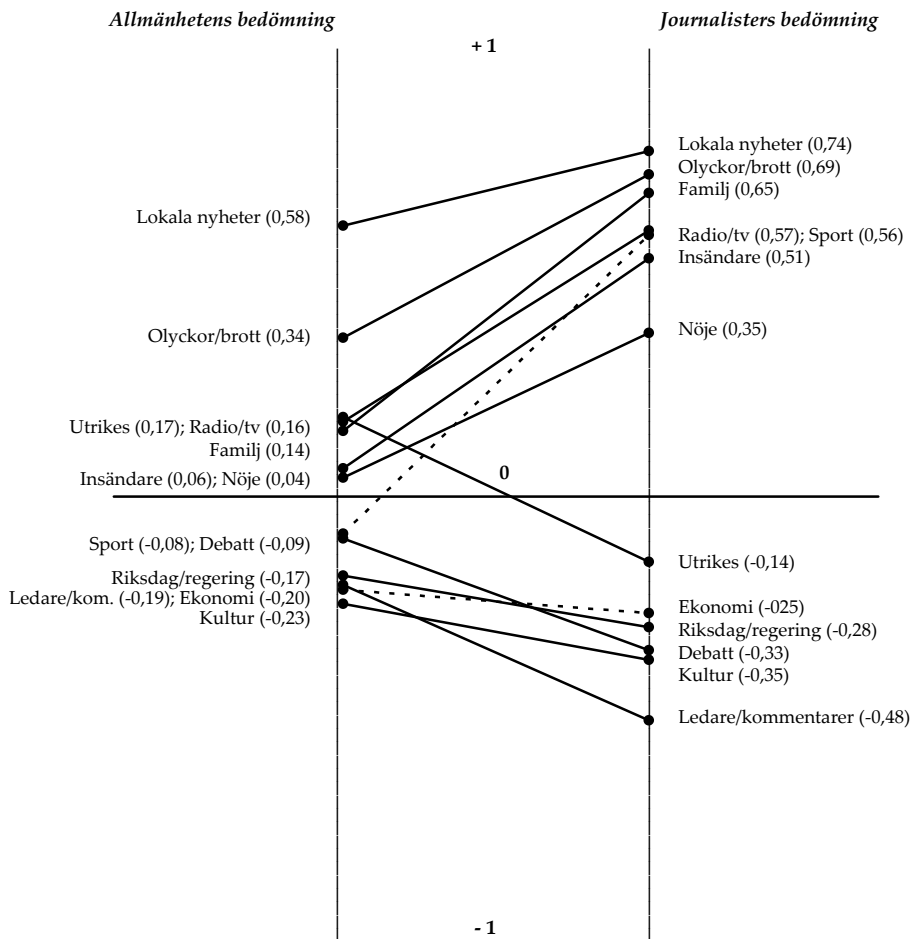 Allmänhetens bedömning
Journalisters bedömning
+ 1
Lokala nyheter (0,58)
Olyckor/brott (0,34)
Utrikes (0,17); Radio/tv (0,16)
Familj (0,14)
Insändare (0,06); Nöje (0,04)
0
Sport (-0,08); Debatt (-0,09)
Riksdag/regering (-0,17)
Ledare/kom. (-0,19); Ekonomi (-0,20)
Kultur (-0,23)
Lokala nyheter (0,74)
Olyckor/brott (0,69)
Familj (0,65)
Radio/tv (0,57); Sport (0,56)
Insändare (0,51)
Nöje (0,35)
Utrikes (-0,14)
Ekonomi (-025)
Riksdag/regering (-0,28)
Debatt (-0,33)
Kultur (-0,35)
Ledare/kommentarer (-0,48)
- 1